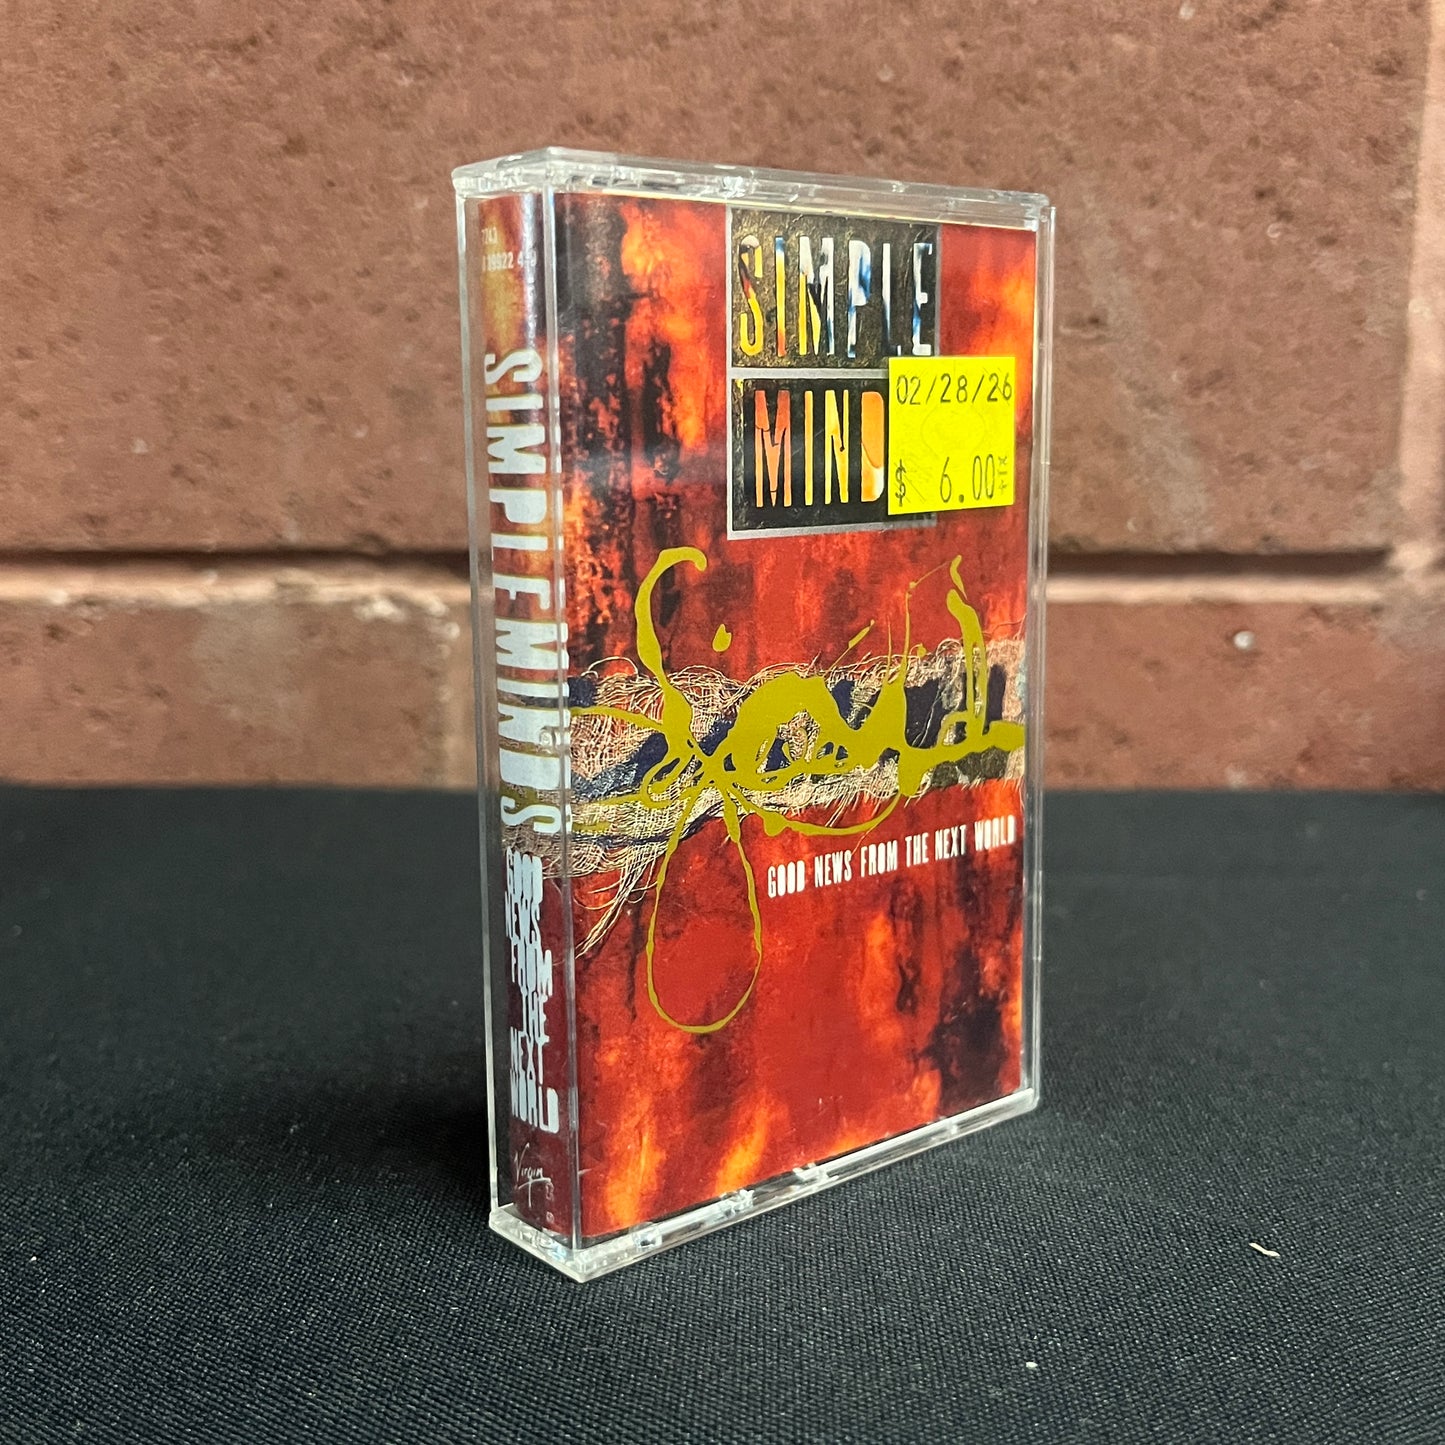 SIMPLE MINDS
GOOD
NEWS
FROM
THE
NEXT
WORLD
Virgin
SIMPLE
MIND
02/28/26
$ 6.00
GOOD NEWS FROM THE NEXT WORLD